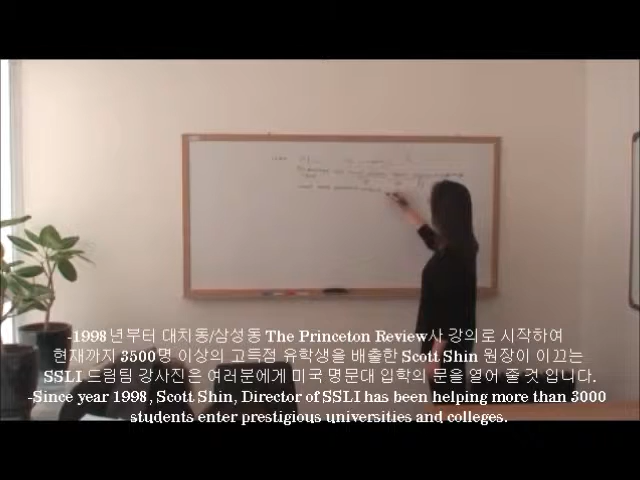 -1998년부터 대치동/삼성동 The Princeton Review사 강의로 시작하여
현재까지 3500명 이상의 고득점 유학생을 배출한 Scott Shin 원장이 이끄는
SSLI 드림팀 강사진은 여러분에게 미국 명문대 입학의 문을 열어 줄 것 입니다.
-Since year 1998, Scott Shin, Director of SSLI has been helping more than 3000
students enter prestigious universities and colleges.